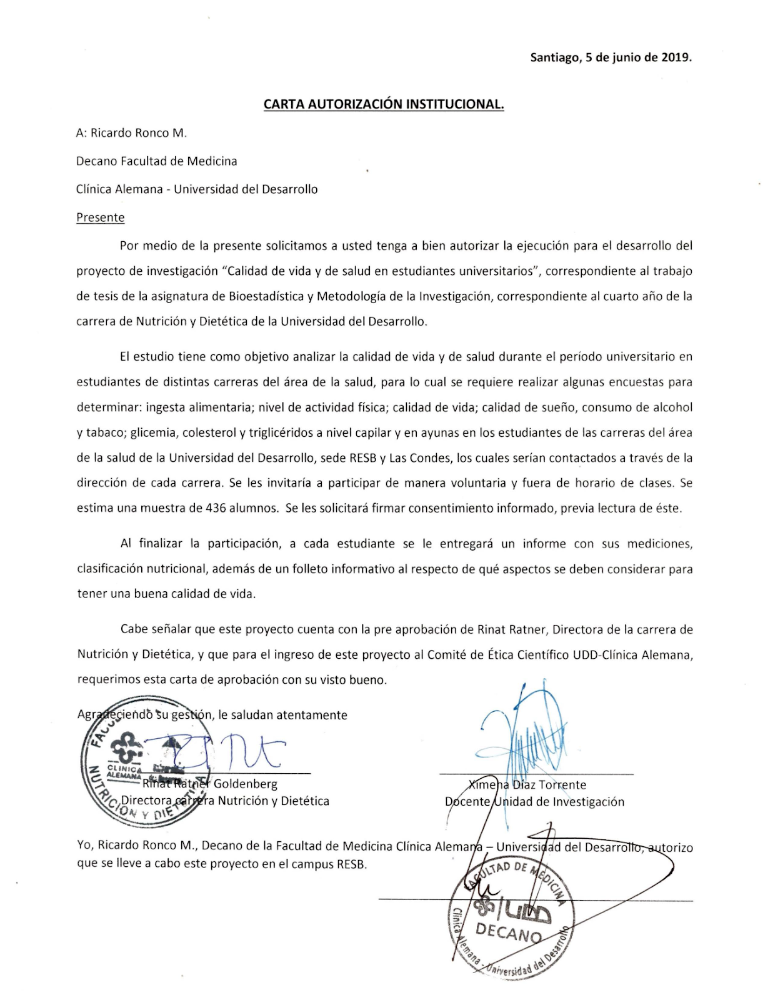 Santiago, 5 de junio de 2019.
CARTA AUTORIZACIÓN INSTITUCIONAL.
A: Ricardo Ronco M.
Decano Facultad de Medicina
Clínica Alemana - Universidad del Desarrollo
Presente
Por medio de la presente solicitamos a usted tenga a bien autorizar la ejecución para el desarrollo del
proyecto de investigación “Calidad de vida y de salud en estudiantes universitarios”, correspondiente al trabajo
de tesis de la asignatura de Bioestadística y Metodología de la Investigación, correspondiente al cuarto año de la
carrera de Nutrición y Dietética de la Universidad del Desarrollo.
El estudio tiene como objetivo analizar la calidad de vida y de salud durante el período universitario en
estudiantes de distintas carreras del área de la salud, para lo cual se requiere realizar algunas encuestas para
determinar: ingesta alimentaria; nivel de actividad física; calidad de vida; calidad de sueño, consumo de alcohol
y tabaco; glicemia, colesterol y triglicéridos a nivel capilar y en ayunas en los estudiantes de las carreras del área
de la salud de la Universidad del Desarrollo, sede RESB y Las Condes, los cuales serían contactados a través de la
dirección de cada carrera. Se les invitaría a participar de manera voluntaria y fuera de horario de clases. Se
estima una muestra de 436 alumnos. Se les solicitará firmar consentimiento informado, previa lectura de éste.
Al finalizar la participación, a cada estudiante se le entregará un informe con sus mediciones,
clasificación nutricional, además de un folleto informativo al respecto de qué aspectos se deben considerar para
tener una buena calidad de vida.
Cabe señalar que este proyecto cuenta con la pre aprobación de Rinat Ratner, Directora de la carrera de
Nutrición y Dietética, y que para el ingreso de este proyecto al Comité de Ética Científico UDD-Clínica Alemana,
requerimos esta carta de aprobación con su visto bueno.
Agradeciendo su gestión, le saludan atentamente
CLINICA
ALEMANA
NUTRICIÓN Y DIETÉTICA
Rinat Ratner Goldenberg
Directora carrera Nutrición y Dietética
Ximena Díaz Torrente
Docente Unidad de Investigación
Yo, Ricardo Ronco M., Decano de la Facultad de Medicina Clínica Alemana – Universidad del Desarrollo, autorizo
que se lleve a cabo este proyecto en el campus RESB.
FACULTAD DE MEDICINA
UDD
DECANO
Clínica Alemana - Universidad del Desarrollo